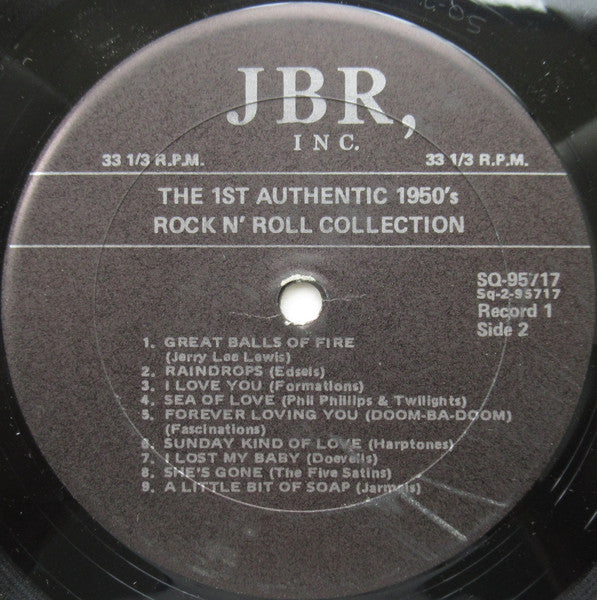 JBR,
INC.
33 1/3 R.P.M. 33 1/3 R.P.M.
THE 1ST AUTHENTIC 1950's
ROCK N' ROLL COLLECTION
SQ-95717
Sq-2-95717
Record 1
Side 2
1. GREAT BALLS OF FIRE
(Jerry Lee Lewis)
2. RAINDROPS (Edsels)
3. I LOVE YOU (Formations)
4. SEA OF LOVE (Phil Phillips & Twilights)
5. FOREVER LOVING YOU (DOOM-BA-DOOM)
(Fascinations)
6. SUNDAY KIND OF LOVE (Harptones)
7. I LOST MY BABY (Doevells)
8. SHE'S GONE (The Five Satins)
9. A LITTLE BIT OF SOAP (Jarmels)